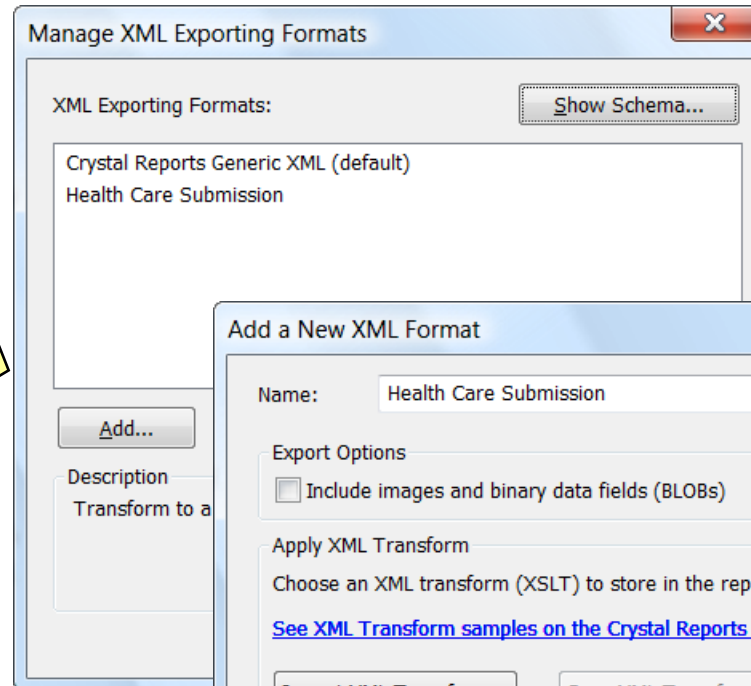 Manage XML Exporting Formats
XML Exporting Formats:
Show Schema...
Crystal Reports Generic XML (default)
Health Care Submission
Add a New XML Format
Name: Health Care Submission
Add...
Export Options
Include images and binary data fields (BLOBs)
Description
Transform to a
Apply XML Transform
Choose an XML transform (XSLT) to store in the rep
See XML Transform samples on the Crystal Reports